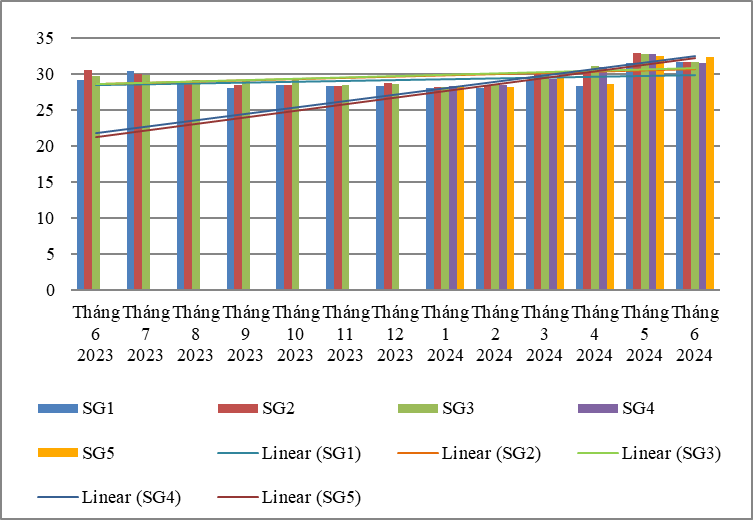 35
30
25
20
15
10
5
0
Tháng Tháng Tháng Tháng Tháng Tháng Tháng Tháng Tháng Tháng Tháng Tháng Tháng
6 7 8 9 10 11 12 1 2 3 4 5 6
2023 2023 2023 2023 2023 2023 2023 2024 2024 2024 2024 2024 2024
SG1 SG2 SG3 SG4
SG5 Linear (SG1) Linear (SG2) Linear (SG3)
Linear (SG4) Linear (SG5)